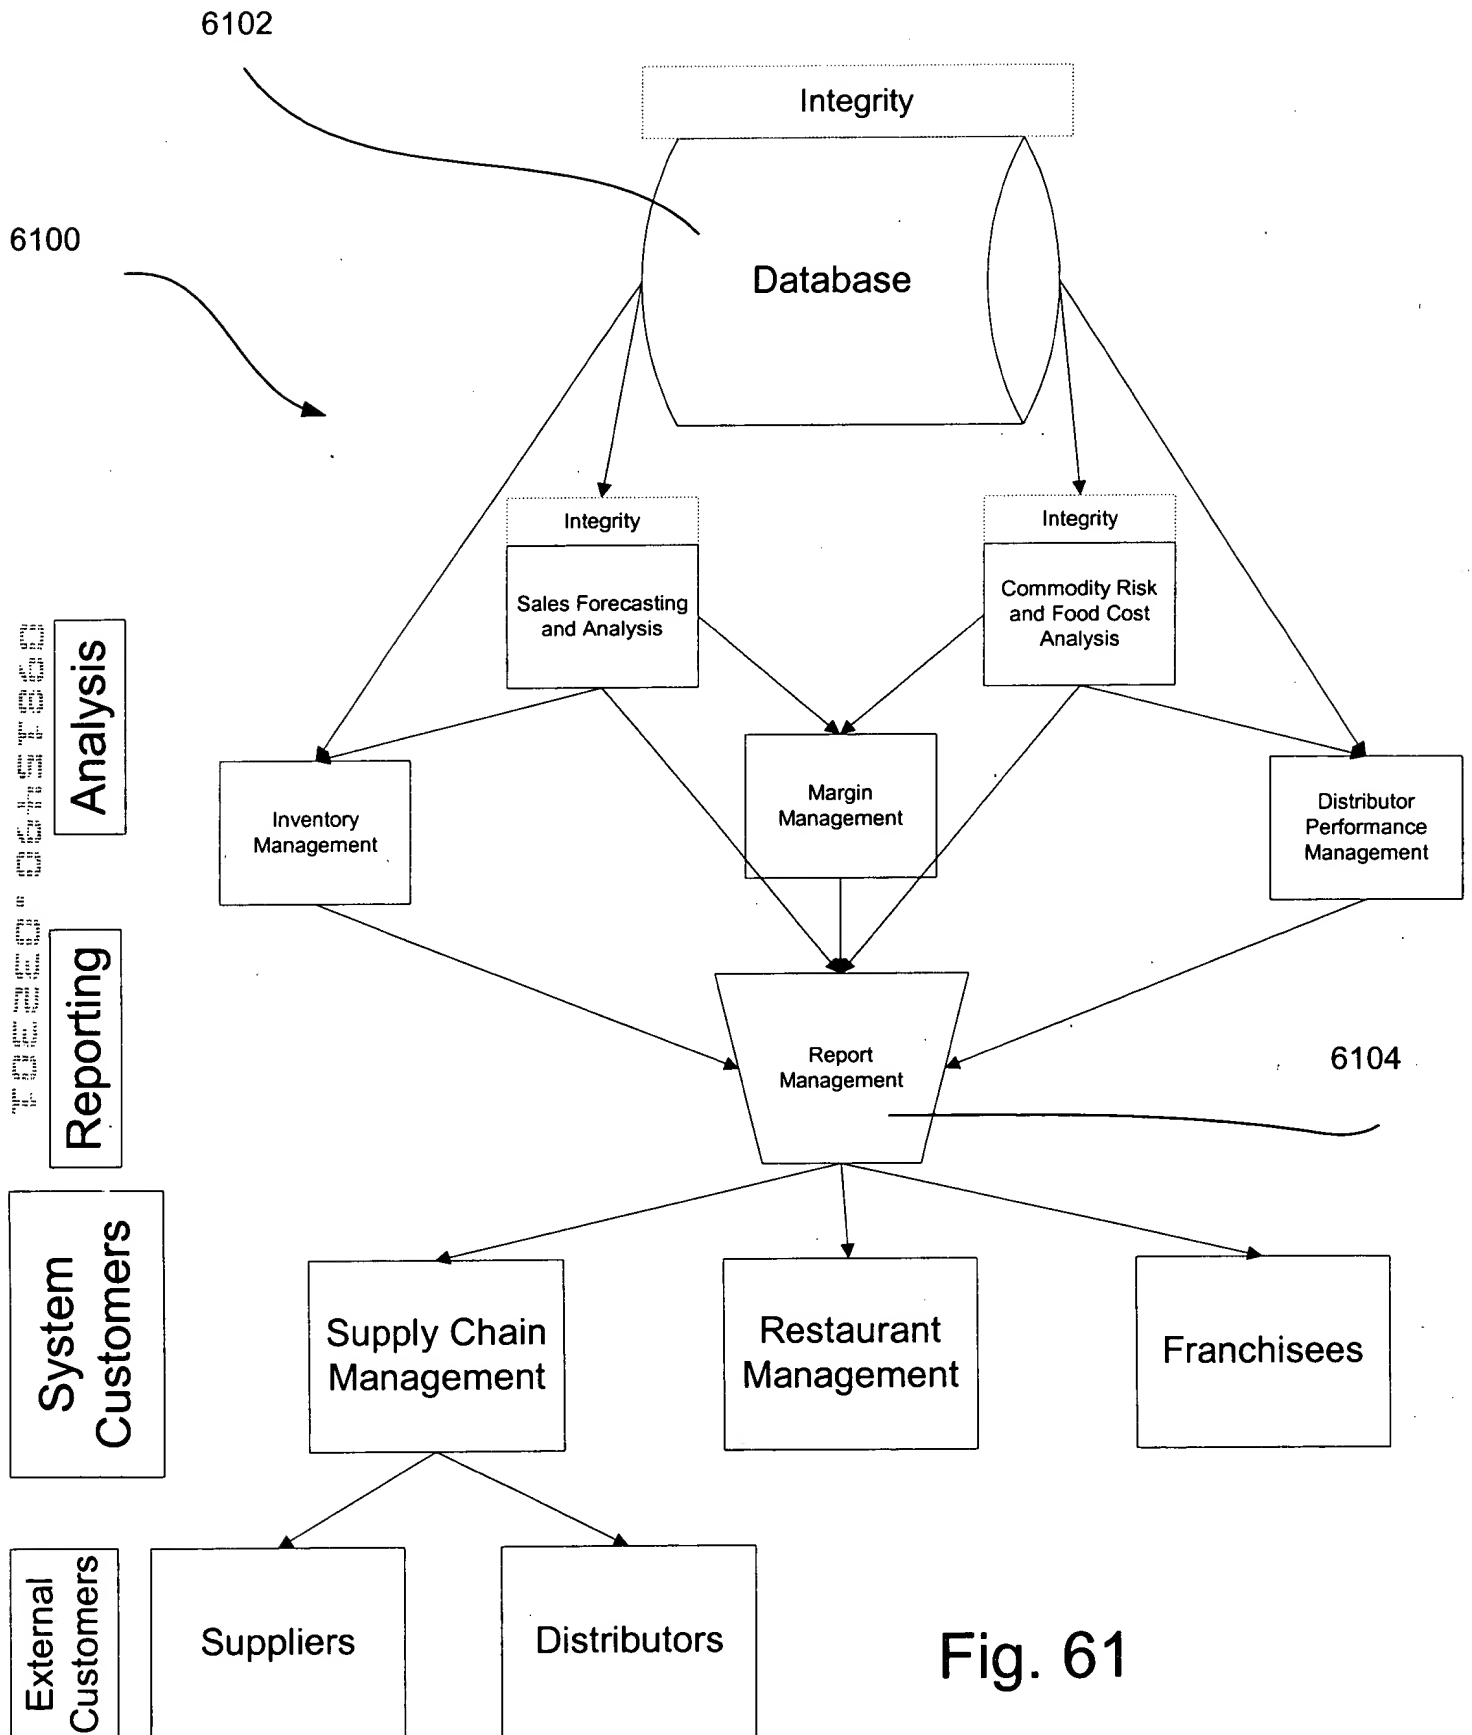 6102
Integrity
6100
Database
Integrity
Integrity
Sales Forecasting
and Analysis
Commodity Risk
and Food Cost
Analysis
Analysis
Margin
Management
Inventory
Management
Distributor
Performance
Management
Reporting
Report
Management
6104
System
Customers
Supply Chain
Management
Restaurant
Management
Franchisees
External
Customers
Suppliers
Distributors
Fig. 61